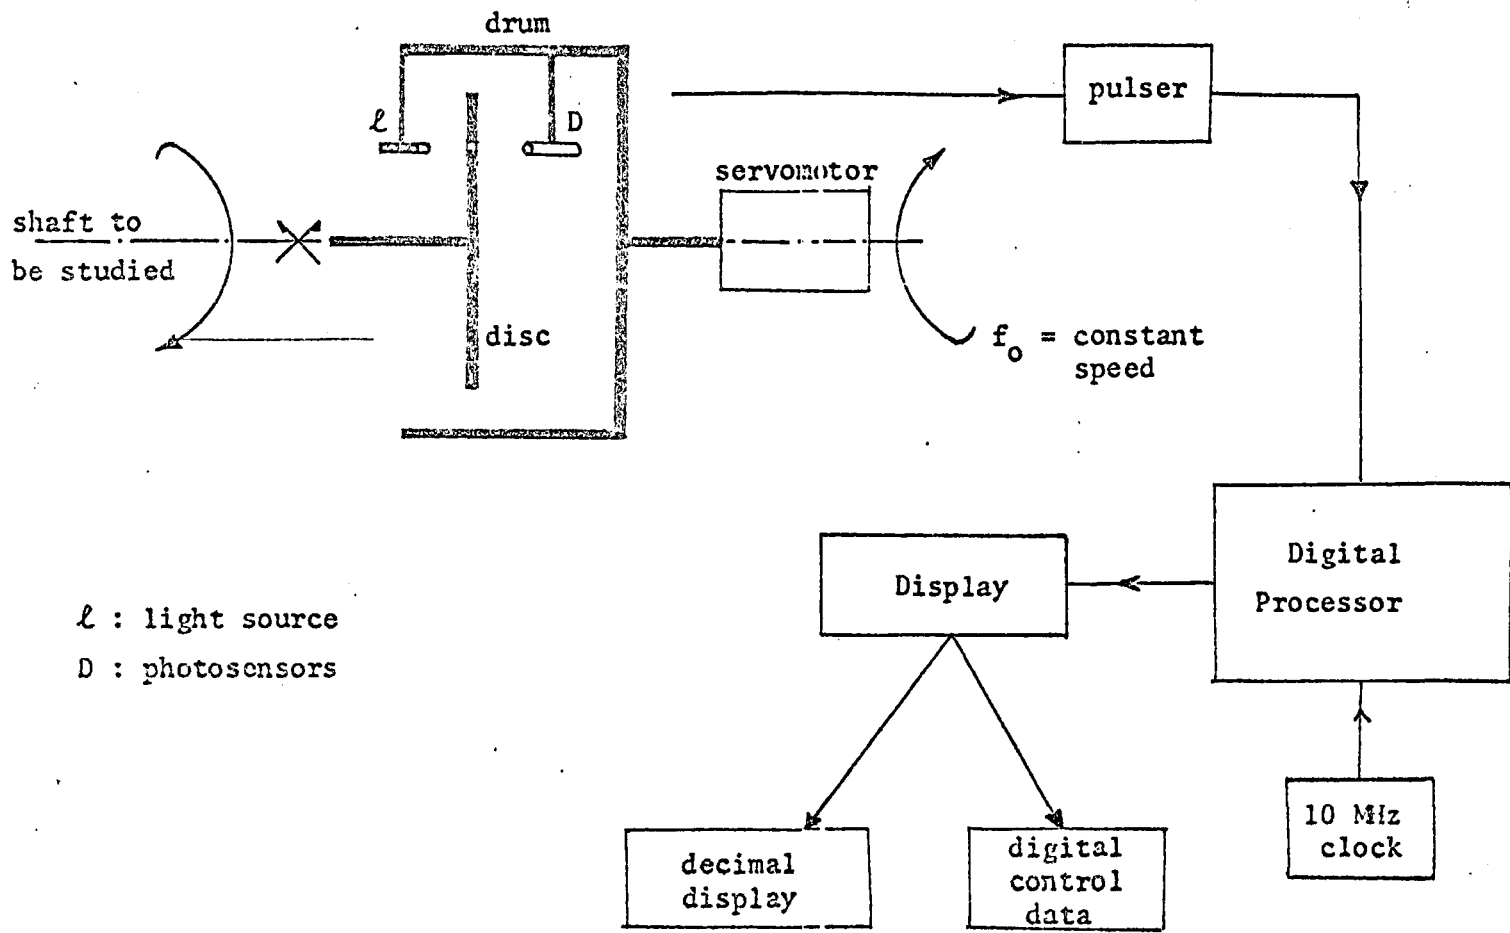 drum
pulser
ℓ
D
servomotor
shaft to
be studied
disc
f₀ = constant
speed
Digital
Processor
Display
ℓ : light source
D : photosensors
10 MHz
clock
decimal
display
digital
control
data